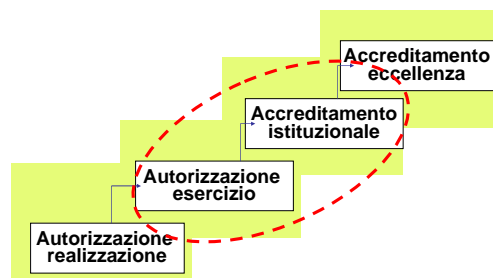 Accreditamento
eccellenza
Accreditamento
istituzionale
Autorizzazione
esercizio
Autorizzazione
realizzazione